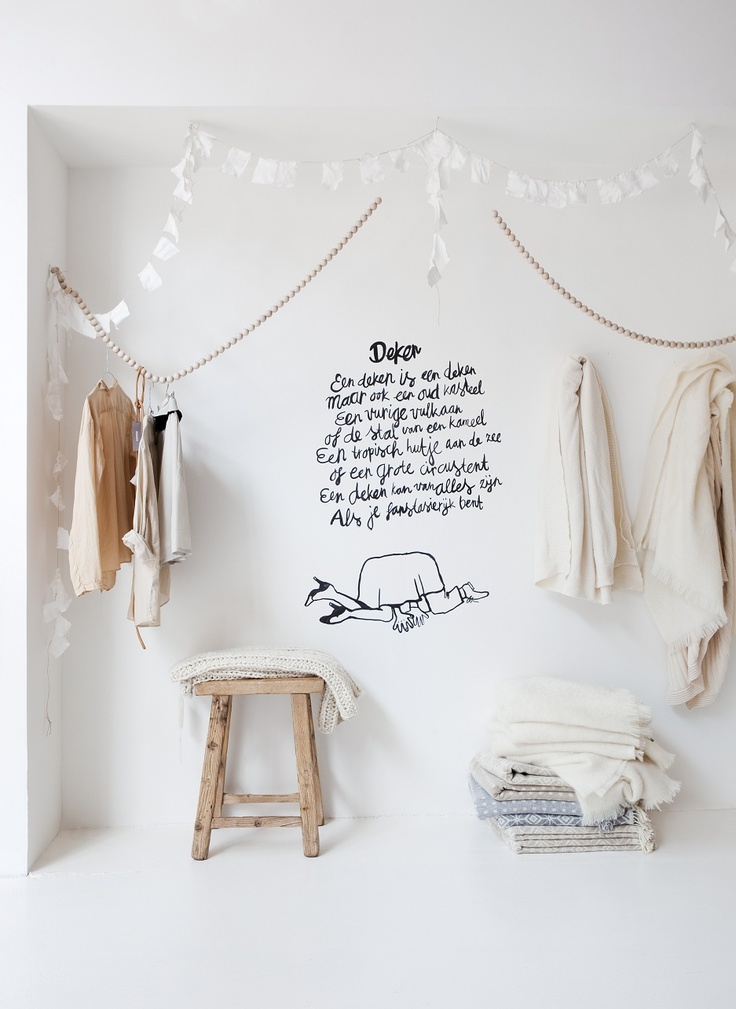 Deken
Een deken is een deken
maar ook een oud kasteel
Een vurige vulkaan
of de stal van een kameel
Een tropisch hutje aan de zee
of een grote circustent
Een deken kan van alles zijn
Als je fantasierijk bent